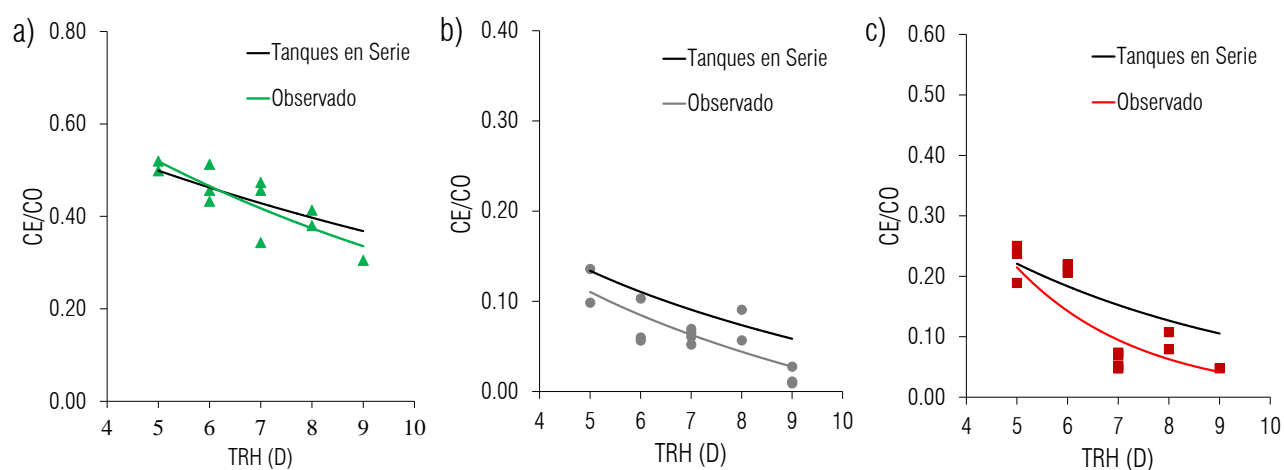 a)
0.80
0.60
0.40
0.20
0.00
CE/CO
4 5 6 7 8 9 10
TRH (D)
Tanques en Serie
Observado
b)
0.40
0.30
0.20
0.10
0.00
CE/CO
4 5 6 7 8 9 10
TRH (D)
Tanques en Serie
Observado
c)
0.60
0.50
0.40
0.30
0.20
0.10
0.00
CE/CO
4 5 6 7 8 9 10
TRH (D)
Tanques en Serie
Observado